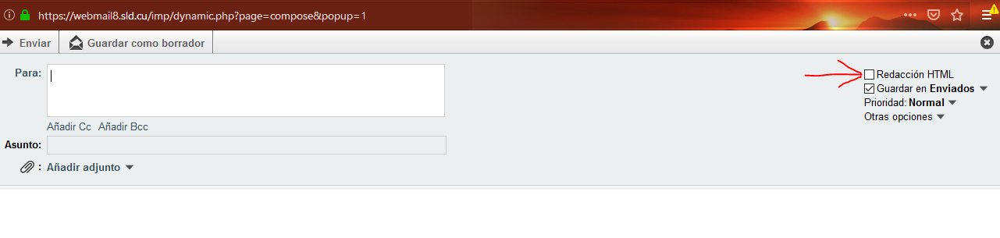 https://webmail8.sld.cu/imp/dynamic.php?page=compose&popup=1
Enviar Guardar como borrador
Para:
Redacción HTML
Guardar en Enviados
Prioridad: Normal
Otras opciones
Añadir Cc Añadir Bcc
Asunto:
: Añadir adjunto